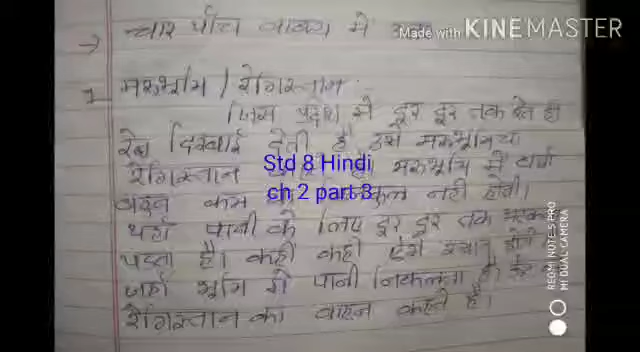 → चार पाँच वाक्य में
Made with KINEMASTER
1 मरुभूमि / रेगिस्तान
जिस प्रदेश में दूर दूर तक रेत ही
रेत दिखाई देती है उसे मरुभूमि या
रेगिस्तान है। मरुभूमि में वर्षा
Std 8 Hindi
ch 2 part 3
बहुत कम नहीं होती।
यहाँ पानी के लिए दूर दूर तक
पड़ता है। कहीं कहीं ऐसे स्थान होते
जहाँ भूमि से पानी निकलता है।
रेगिस्तान का वाहन कहते है।
REDMI NOTE 5 PRO
MI DUAL CAMERA